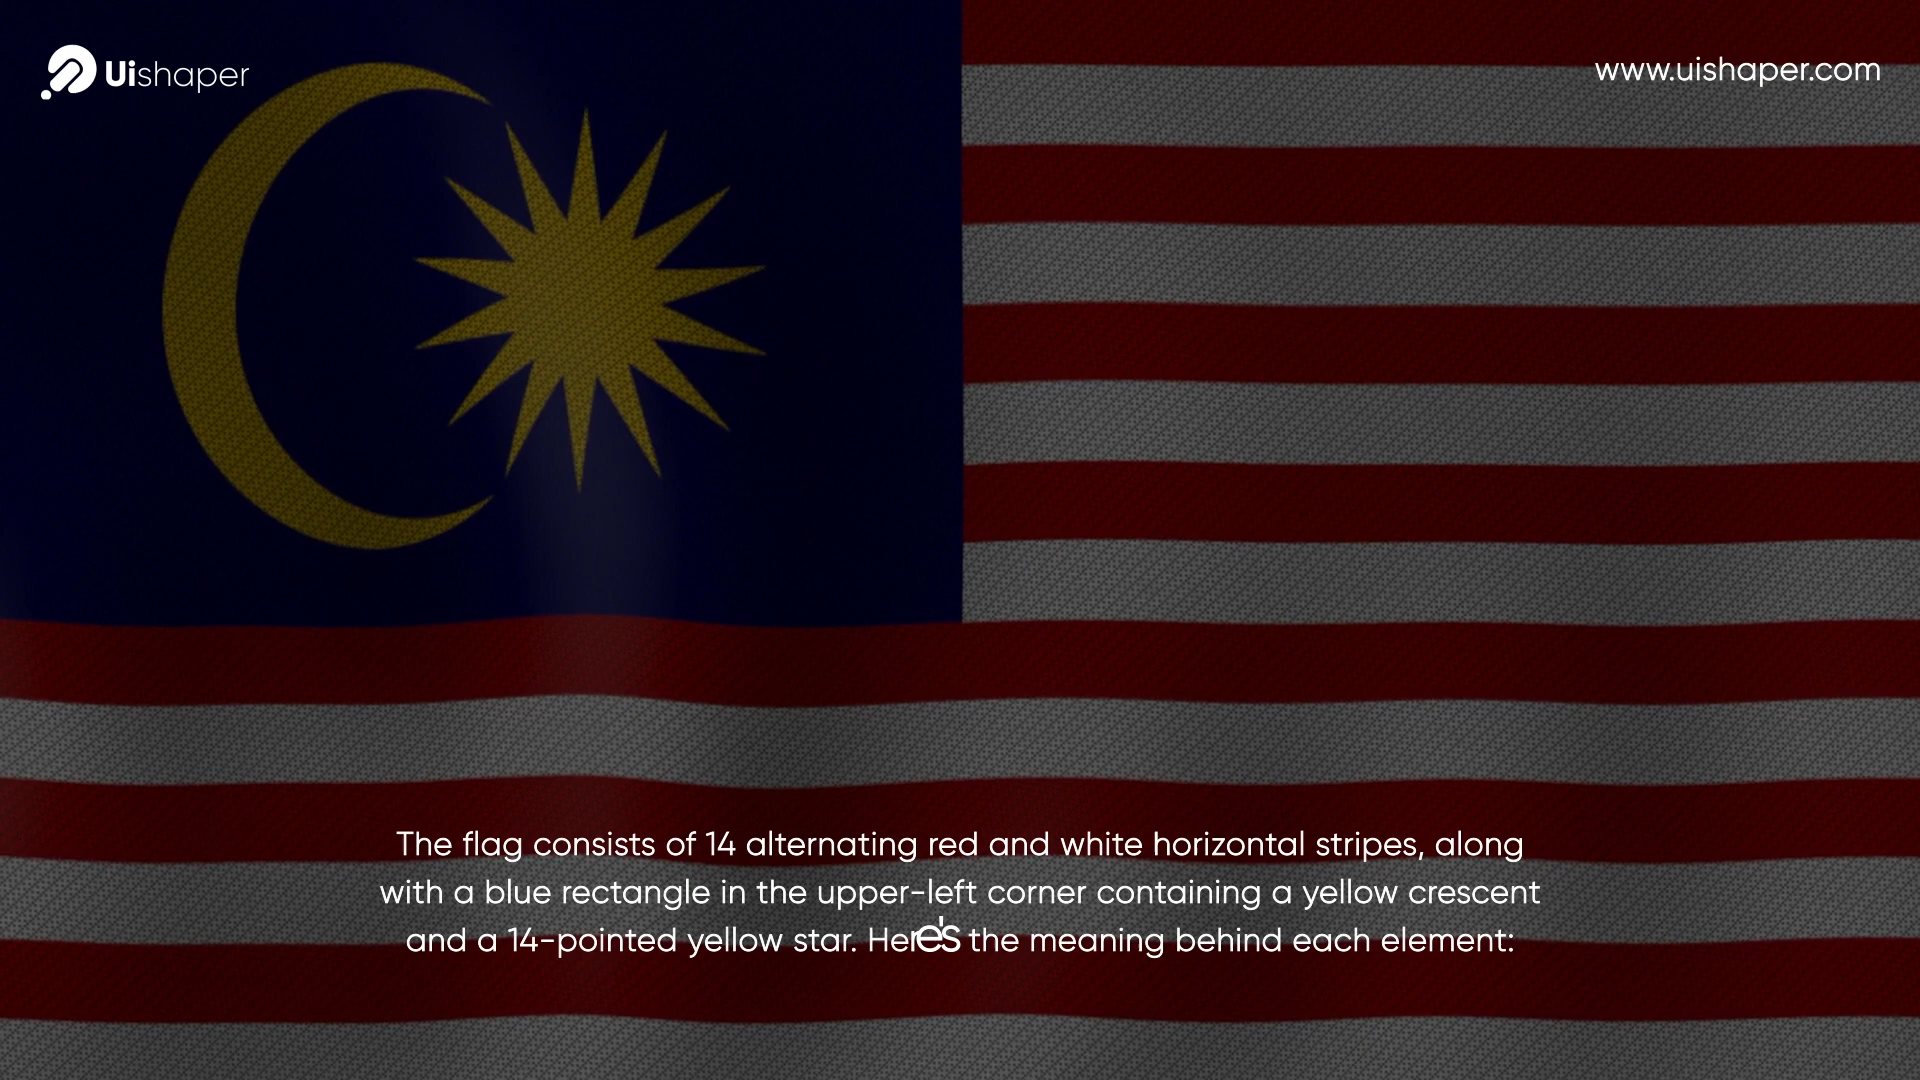 Uishaper
www.uishaper.com
The flag consists of 14 alternating red and white horizontal stripes, along
with a blue rectangle in the upper-left corner containing a yellow crescent
and a 14-pointed yellow star. Here's the meaning behind each element: